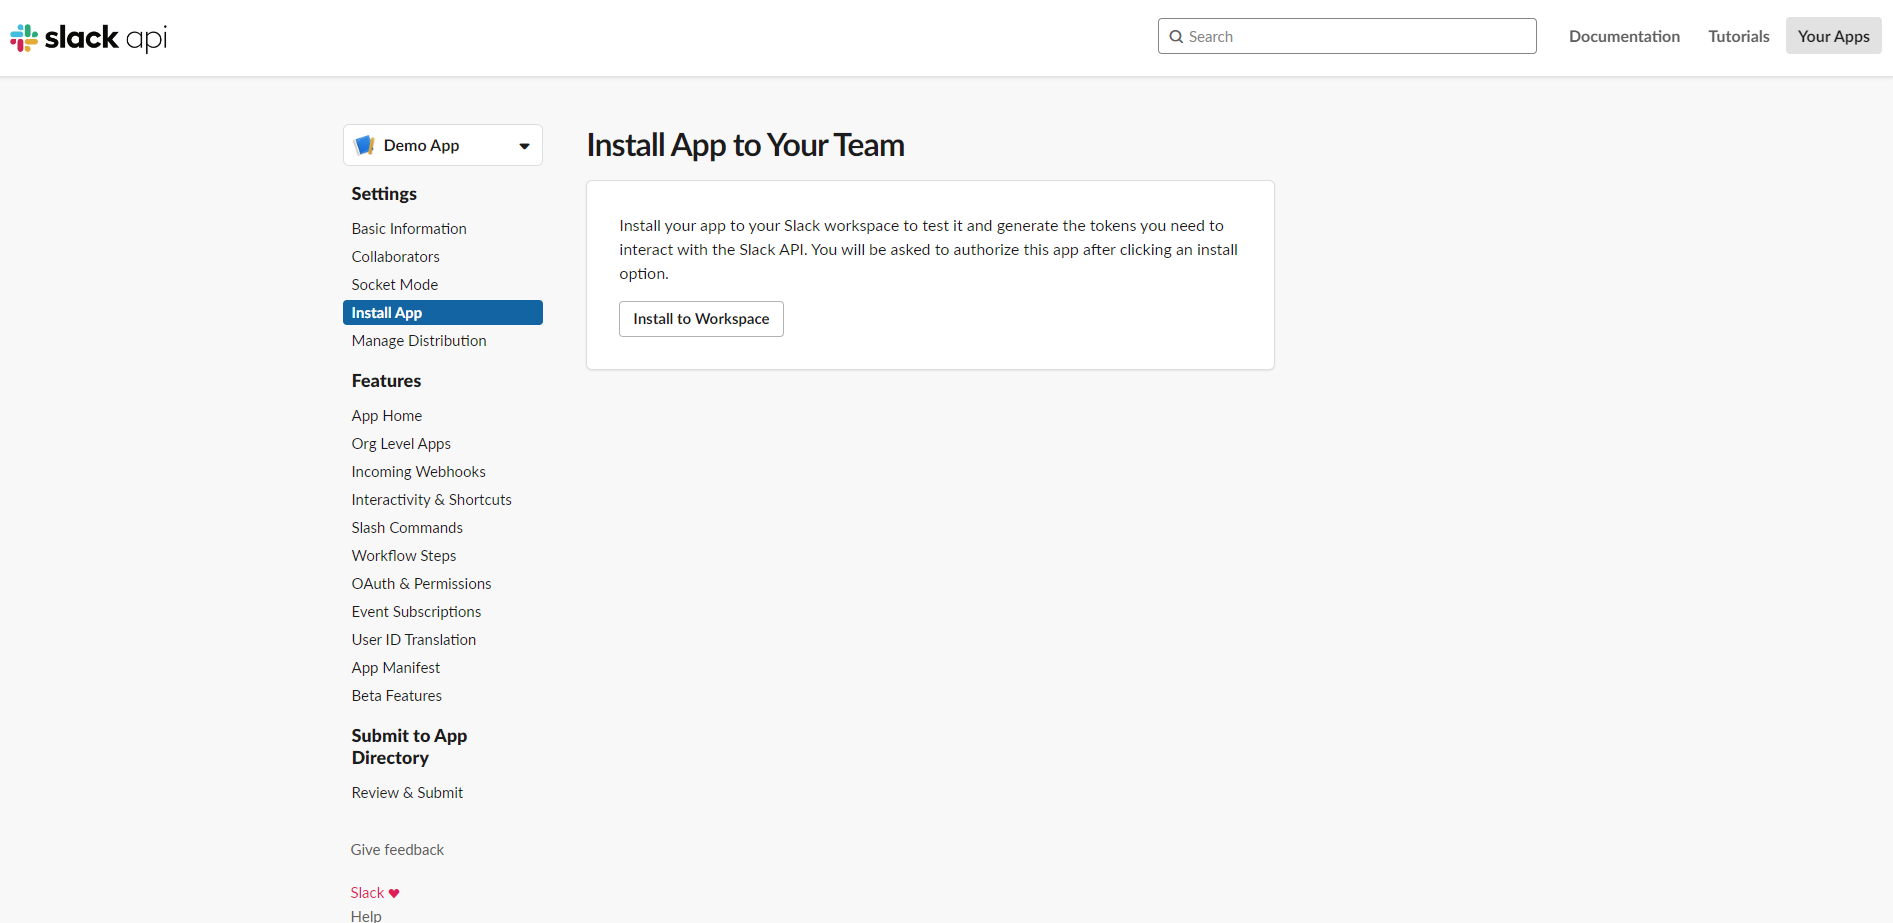 slack api
Search
Documentation
Tutorials
Your Apps
Demo App
Settings
Basic Information
Collaborators
Socket Mode
Install App
Manage Distribution
Features
App Home
Org Level Apps
Incoming Webhooks
Interactivity & Shortcuts
Slash Commands
Workflow Steps
OAuth & Permissions
Event Subscriptions
User ID Translation
App Manifest
Beta Features
Submit to App
Directory
Review & Submit
Give feedback
Slack ♥
Help
Install App to Your Team
Install your app to your Slack workspace to test it and generate the tokens you need to
interact with the Slack API. You will be asked to authorize this app after clicking an install
option.
Install to Workspace